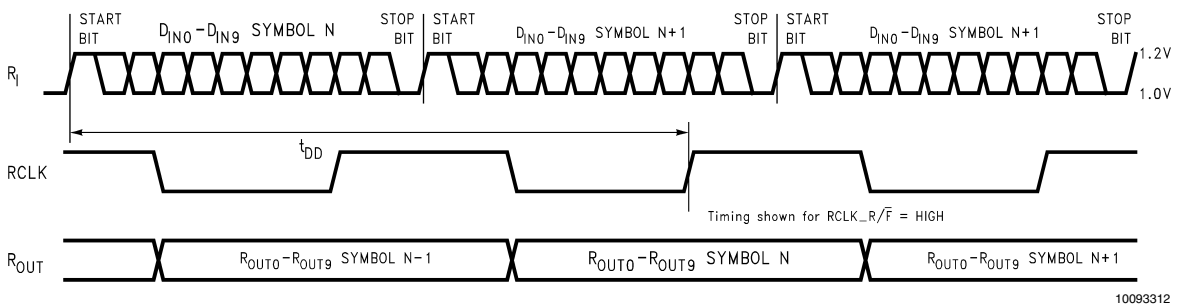 START BIT D_IN0-D_IN9 SYMBOL N STOP BIT START BIT D_IN0-D_IN9 SYMBOL N+1 STOP BIT START BIT D_IN0-D_IN9 SYMBOL N+1 STOP BIT
R_I
1.2V
1.0V
t_DD
RCLK
Timing shown for RCLK_R/F̅ = HIGH
R_OUT R_OUT0-R_OUT9 SYMBOL N-1 R_OUT0-R_OUT9 SYMBOL N R_OUT0-R_OUT9 SYMBOL N+1
10093312